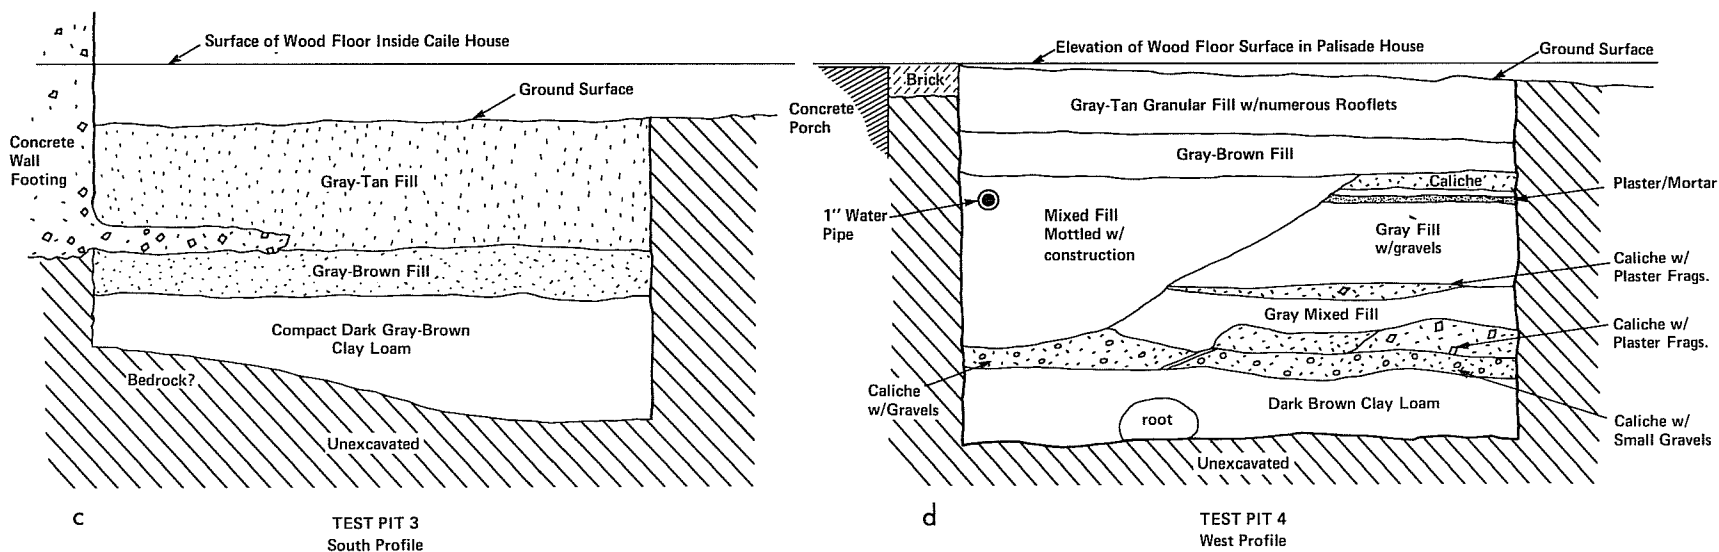 Surface of Wood Floor Inside Caile House
Ground Surface
Concrete
Wall
Footing
Gray-Tan Fill
Gray-Brown Fill
Compact Dark Gray-Brown
Clay Loam
Bedrock?
Unexcavated
c
TEST PIT 3
South Profile
Elevation of Wood Floor Surface in Palisade House
Ground Surface
Brick
Concrete
Porch
Gray-Tan Granular Fill w/numerous Rooflets
Gray-Brown Fill
Caliche
Plaster/Mortar
1" Water
Pipe
Mixed Fill
Mottled w/
construction
Gray Fill
w/gravels
Caliche w/
Plaster Frags.
Gray Mixed Fill
Caliche w/
Plaster Frags.
Caliche
w/Gravels
Dark Brown Clay Loam
root
Caliche w/
Small Gravels
Unexcavated
d
TEST PIT 4
West Profile